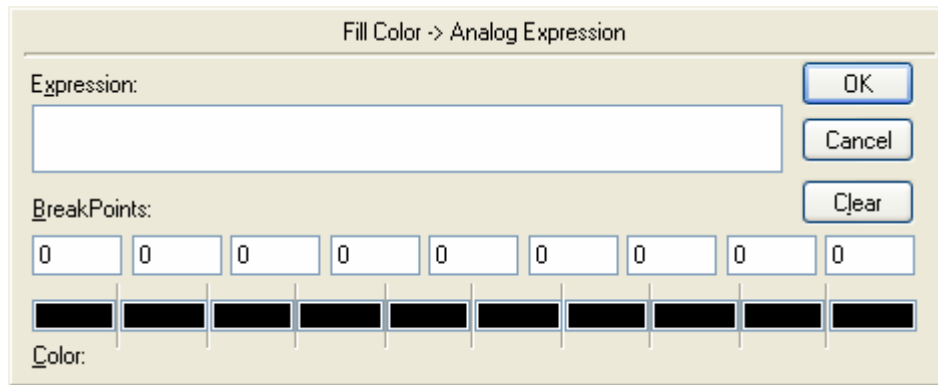 Fill Color -> Analog Expression
Expression:
OK
Cancel
BreakPoints:
Clear
0 0 0 0 0 0 0 0 0
Color: